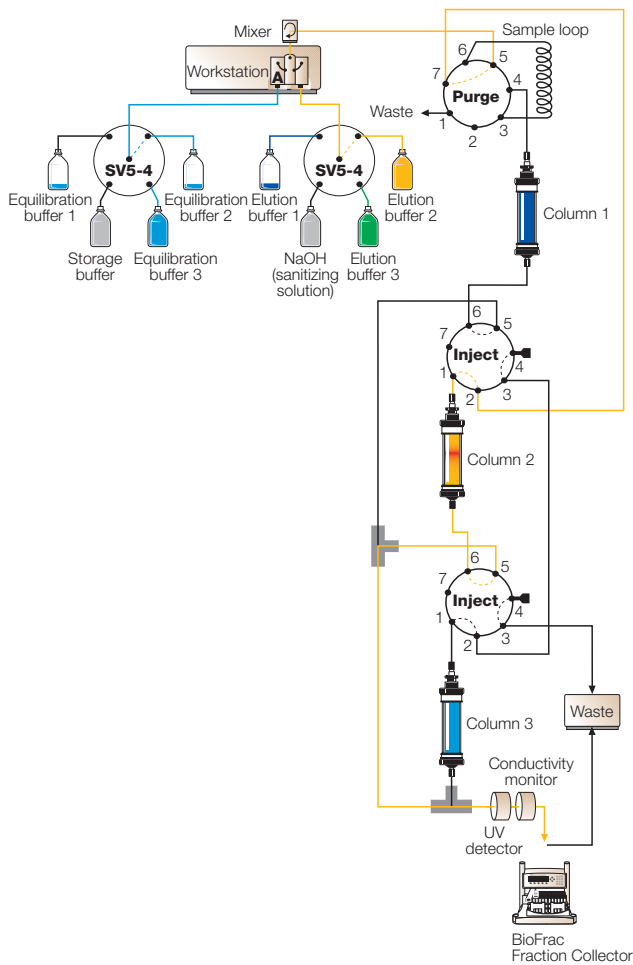 Mixer
Workstation
A
Sample loop
6
5
7
4
Purge
Waste
1
3
2
SV5-4
SV5-4
Equilibration
buffer 1
Equilibration
buffer 2
Elution
buffer 1
Elution
buffer 2
Storage
buffer
Equilibration
buffer 3
NaOH
(sanitizing
solution)
Elution
buffer 3
Column 1
6
5
7
Inject
4
1
3
2
Column 2
6
5
7
Inject
4
1
3
2
Column 3
Waste
Conductivity
monitor
UV
detector
BioFrac
Fraction Collector